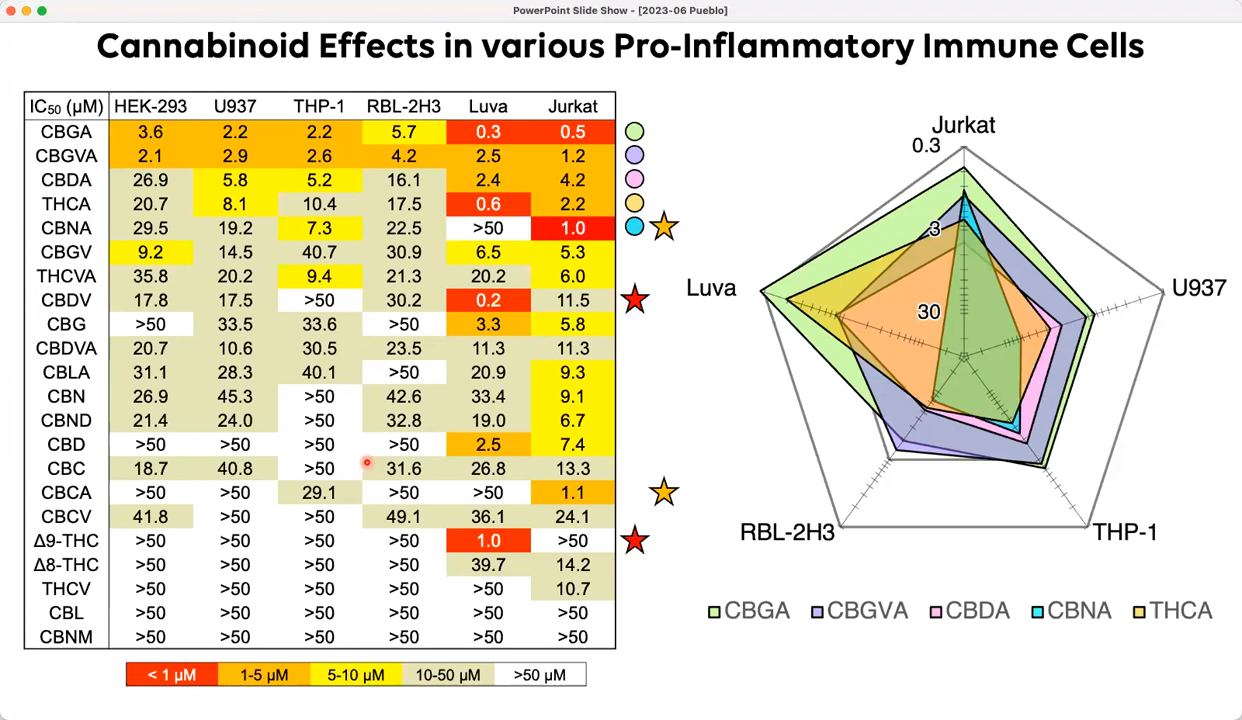 PowerPoint Slide Show - [2023-06 Pueblo]
Cannabinoid Effects in various Pro-Inflammatory Immune Cells
IC₅₀ (µM) HEK-293 U937 THP-1 RBL-2H3 Luva Jurkat
CBGA 3.6 2.2 2.2 5.7 0.3 0.5
CBGVA 2.1 2.9 2.6 4.2 2.5 1.2
CBDA 26.9 5.8 5.2 16.1 2.4 4.2
THCA 20.7 8.1 10.4 17.5 0.6 2.2
CBNA 29.5 19.2 7.3 22.5 >50 1.0
CBGV 9.2 14.5 40.7 30.9 6.5 5.3
THCVA 35.8 20.2 9.4 21.3 20.2 6.0
CBDV 17.8 17.5 >50 30.2 0.2 11.5
CBG >50 33.5 33.6 >50 3.3 5.8
CBDVA 20.7 10.6 30.5 23.5 11.3 11.3
CBLA 31.1 28.3 40.1 >50 20.9 9.3
CBN 26.9 45.3 >50 42.6 33.4 9.1
CBND 21.4 24.0 >50 32.8 19.0 6.7
CBD >50 >50 >50 >50 2.5 7.4
CBC 18.7 40.8 >50 31.6 26.8 13.3
CBCA >50 >50 29.1 >50 >50 1.1
CBCV 41.8 >50 >50 49.1 36.1 24.1
Δ9-THC >50 >50 >50 >50 1.0 >50
Δ8-THC >50 >50 >50 >50 39.7 14.2
THCV >50 >50 >50 >50 >50 10.7
CBL >50 >50 >50 >50 >50 >50
CBNM >50 >50 >50 >50 >50 >50
< 1 µM 1-5 µM 5-10 µM 10-50 µM >50 µM
Jurkat
0.3
3
Luva
U937
30
RBL-2H3
THP-1
CBGA CBGVA CBDA CBNA THCA